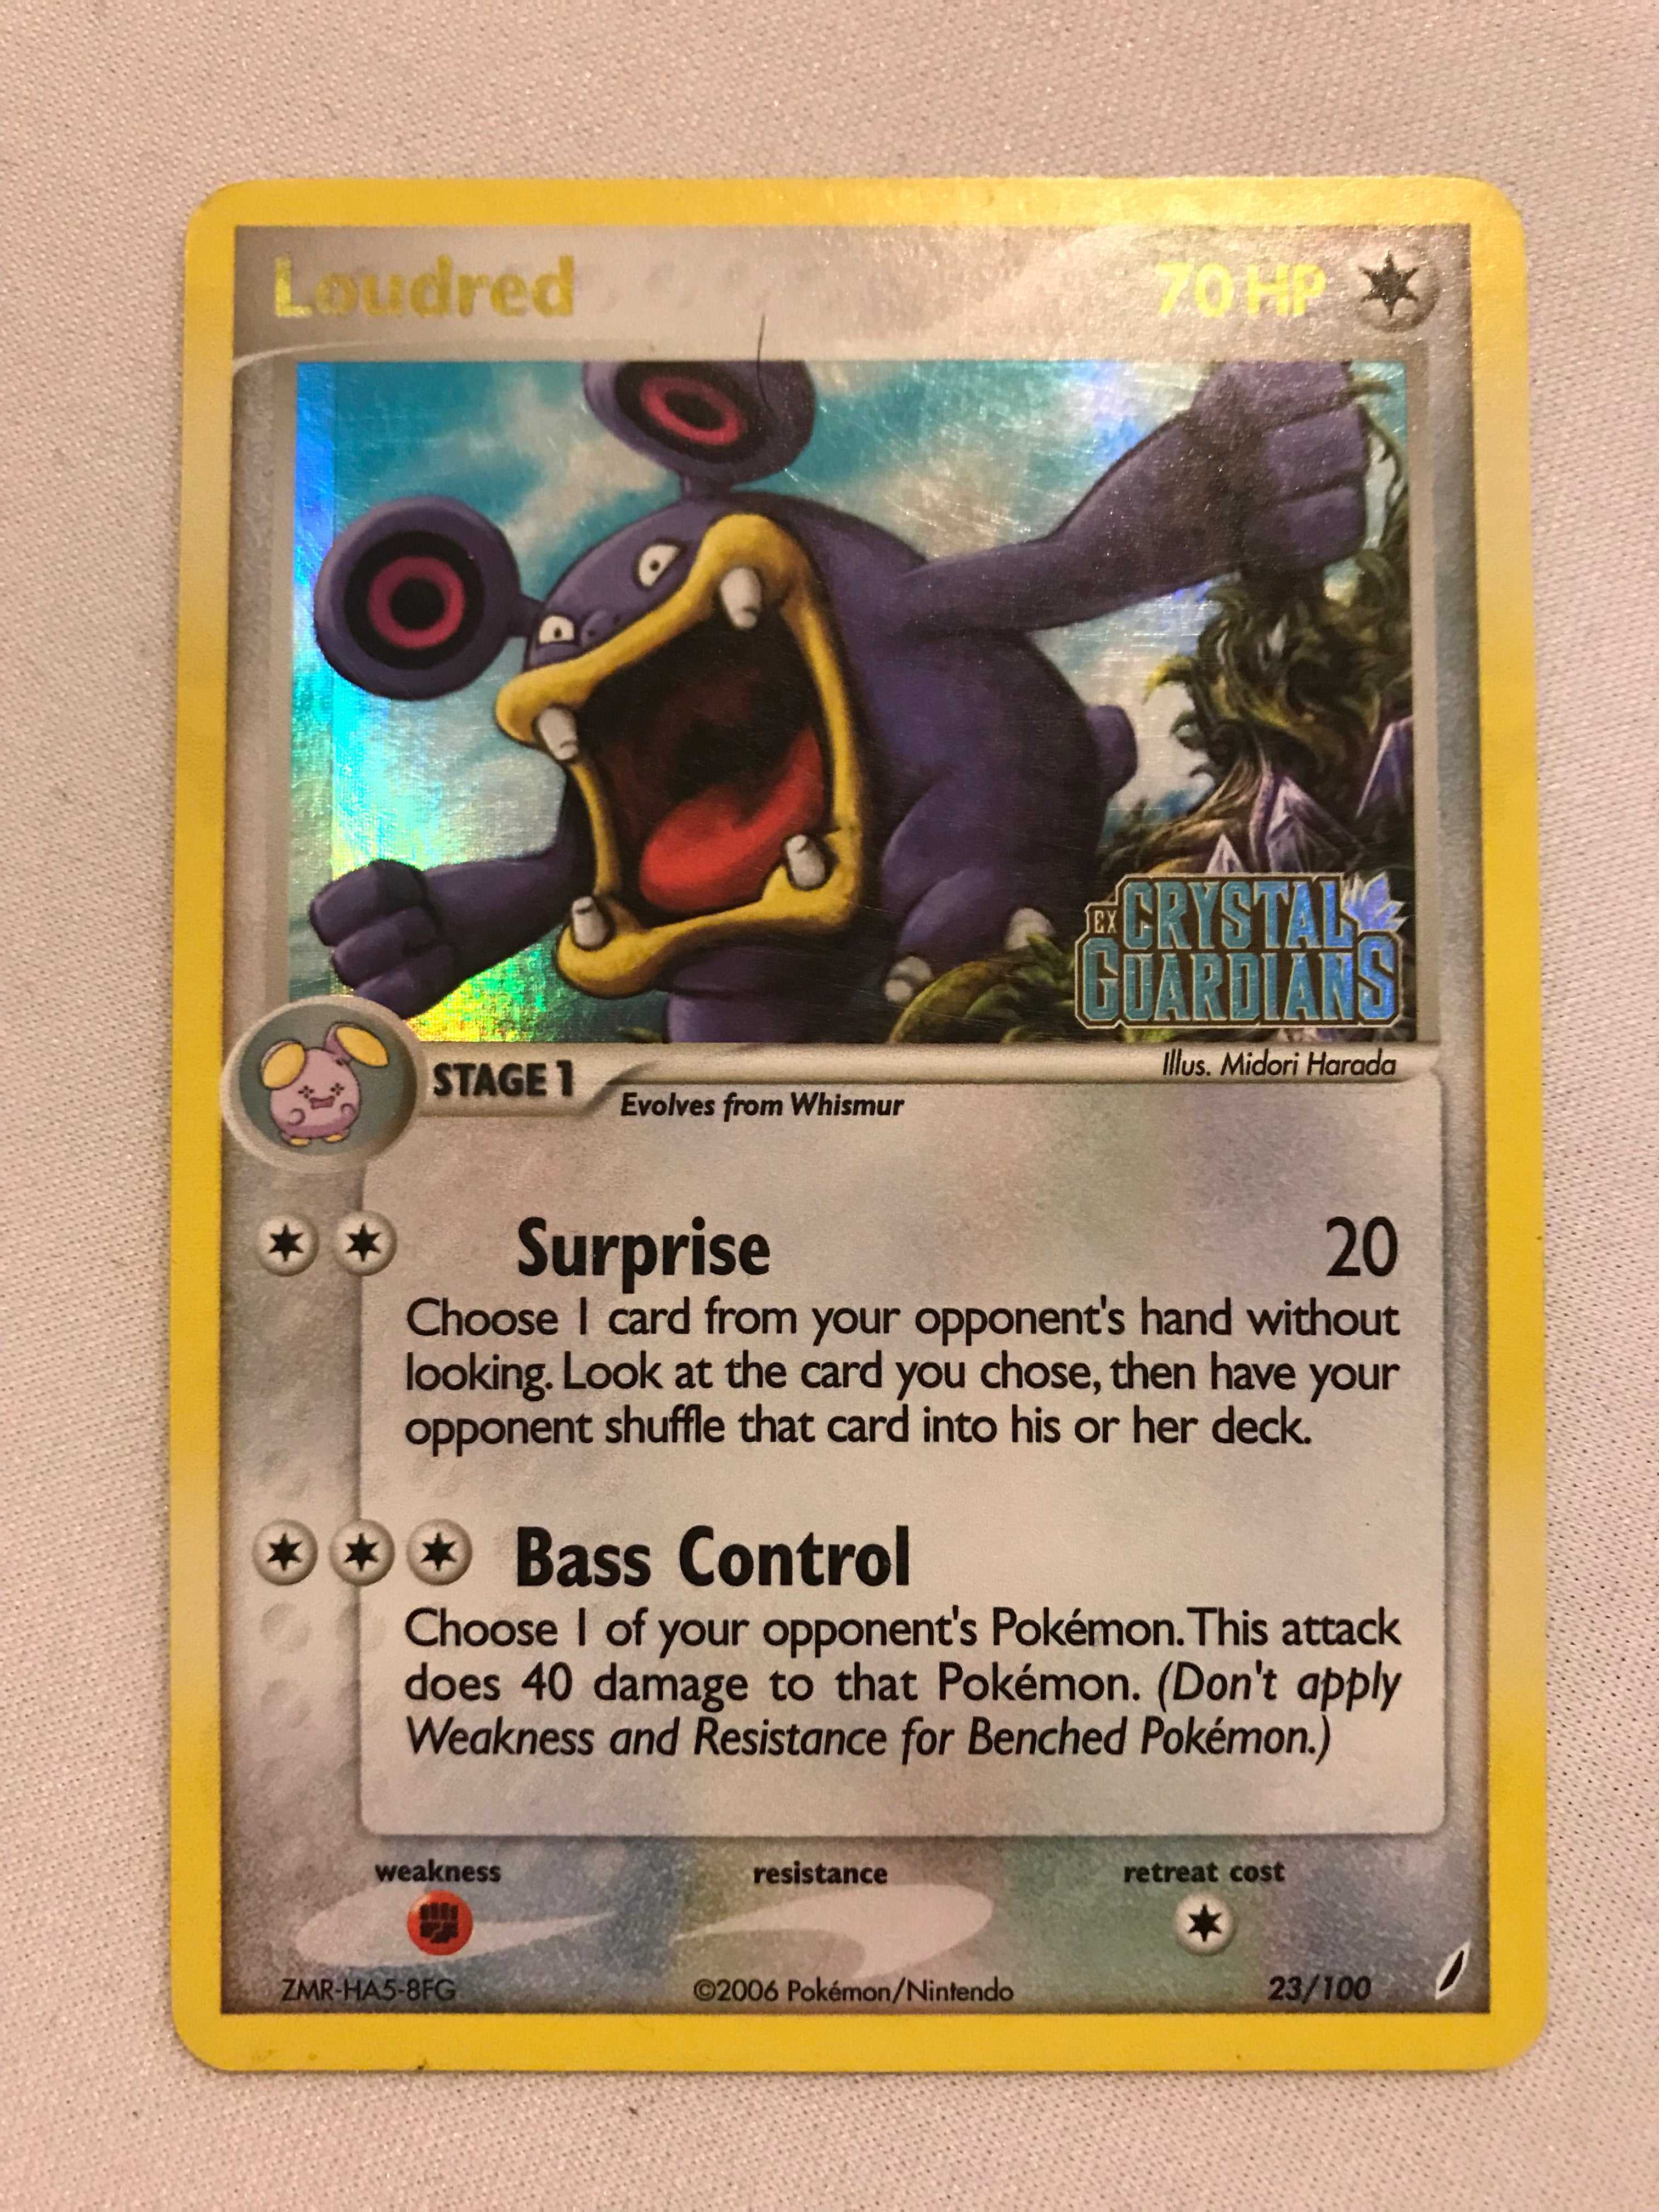 Loudred 70 HP
EX CRYSTAL
GUARDIANS
Illus. Midori Harada
STAGE 1
Evolves from Whismur
Surprise 20
Choose 1 card from your opponent's hand without
looking. Look at the card you chose, then have your
opponent shuffle that card into his or her deck.
Bass Control
Choose 1 of your opponent's Pokémon. This attack
does 40 damage to that Pokémon. (Don't apply
Weakness and Resistance for Benched Pokémon.)
weakness resistance retreat cost
ZMR-HA5-8FG ©2006 Pokémon/Nintendo 23/100